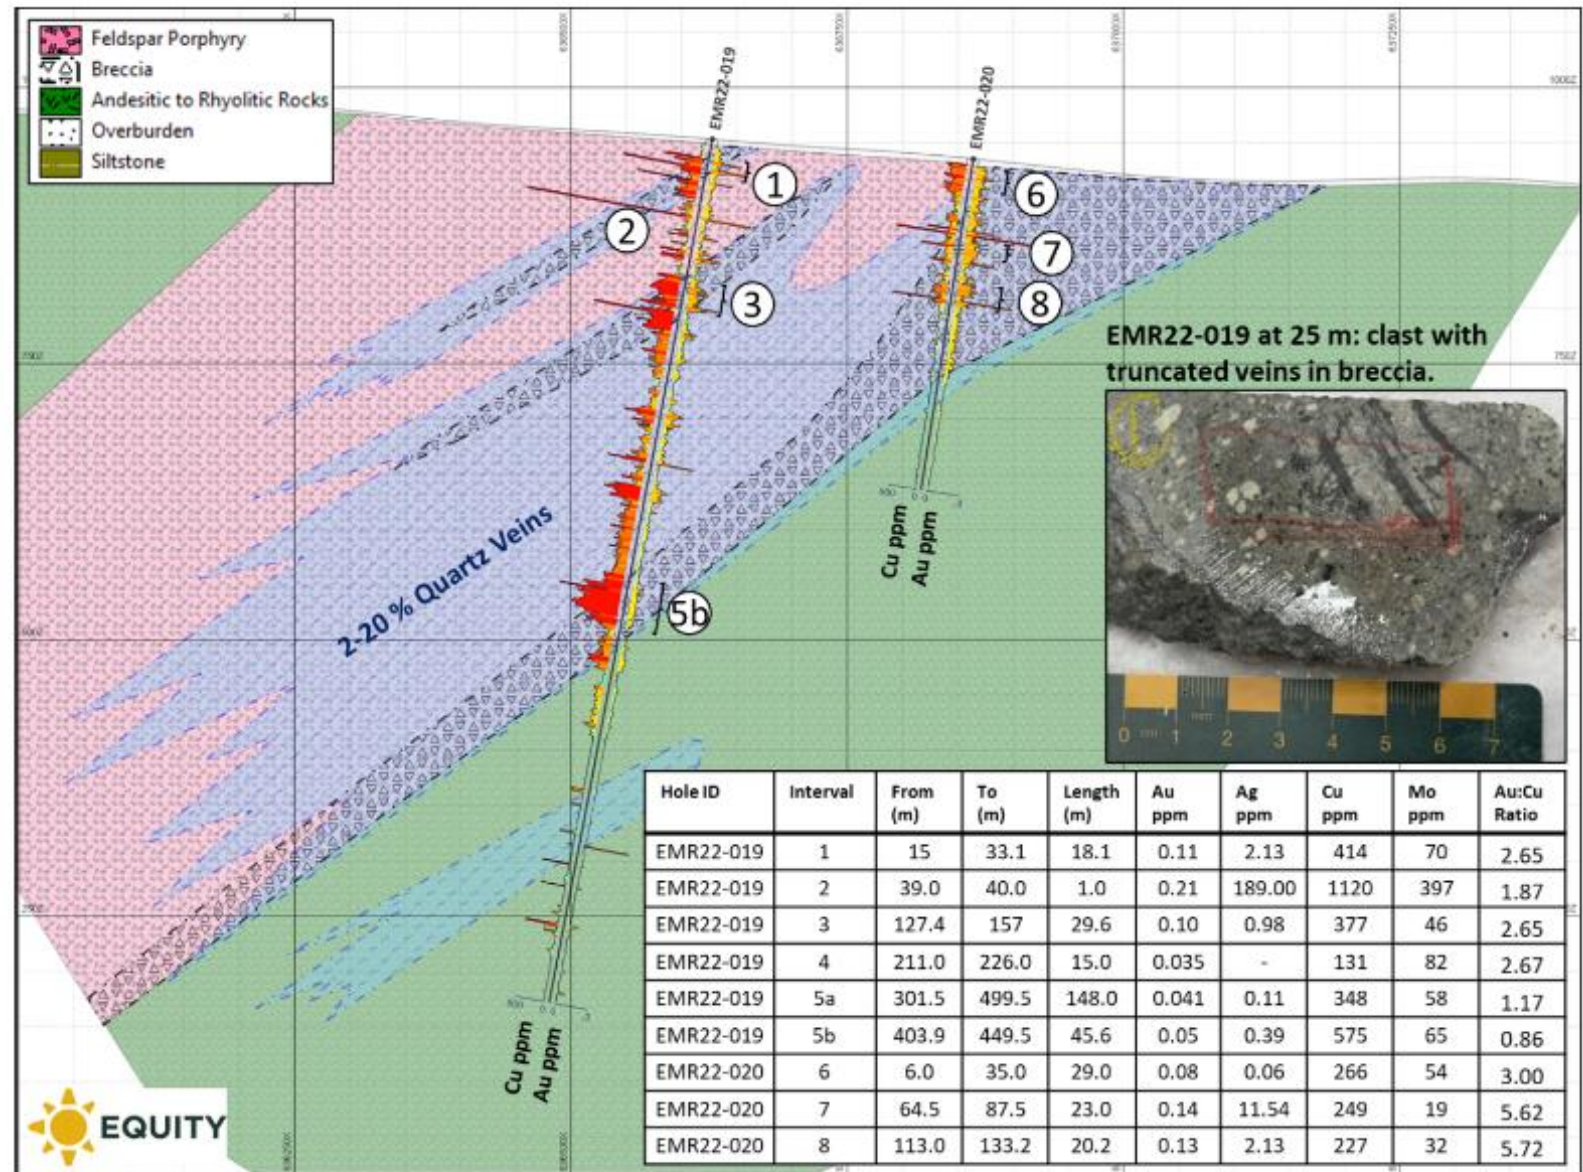 Feldspar Porphyry
Breccia
Andesitic to Rhyolitic Rocks
Overburden
Siltstone
EMR22-019
EMR22-020
1000Z
1
2
3
6
7
8
750Z
EMR22-019 at 25 m: clast with
truncated veins in breccia.
Cu ppm
Au ppm
2-20 % Quartz Veins
5b
0 mm 1 2 3 4 5 6 7
mm
Hole ID Interval From (m) To (m) Length (m) Au ppm Ag ppm Cu ppm Mo ppm Au:Cu Ratio
EMR22-019 1 15 33.1 18.1 0.11 2.13 414 70 2.65
EMR22-019 2 39.0 40.0 1.0 0.21 189.00 1120 397 1.87
EMR22-019 3 127.4 157 29.6 0.10 0.98 377 46 2.65
EMR22-019 4 211.0 226.0 15.0 0.035 - 131 82 2.67
EMR22-019 5a 301.5 499.5 148.0 0.041 0.11 348 58 1.17
EMR22-019 5b 403.9 449.5 45.6 0.05 0.39 575 65 0.86
EMR22-020 6 6.0 35.0 29.0 0.08 0.06 266 54 3.00
EMR22-020 7 64.5 87.5 23.0 0.14 11.54 249 19 5.62
EMR22-020 8 113.0 133.2 20.2 0.13 2.13 227 32 5.72
Cu ppm
Au ppm
EQUITY